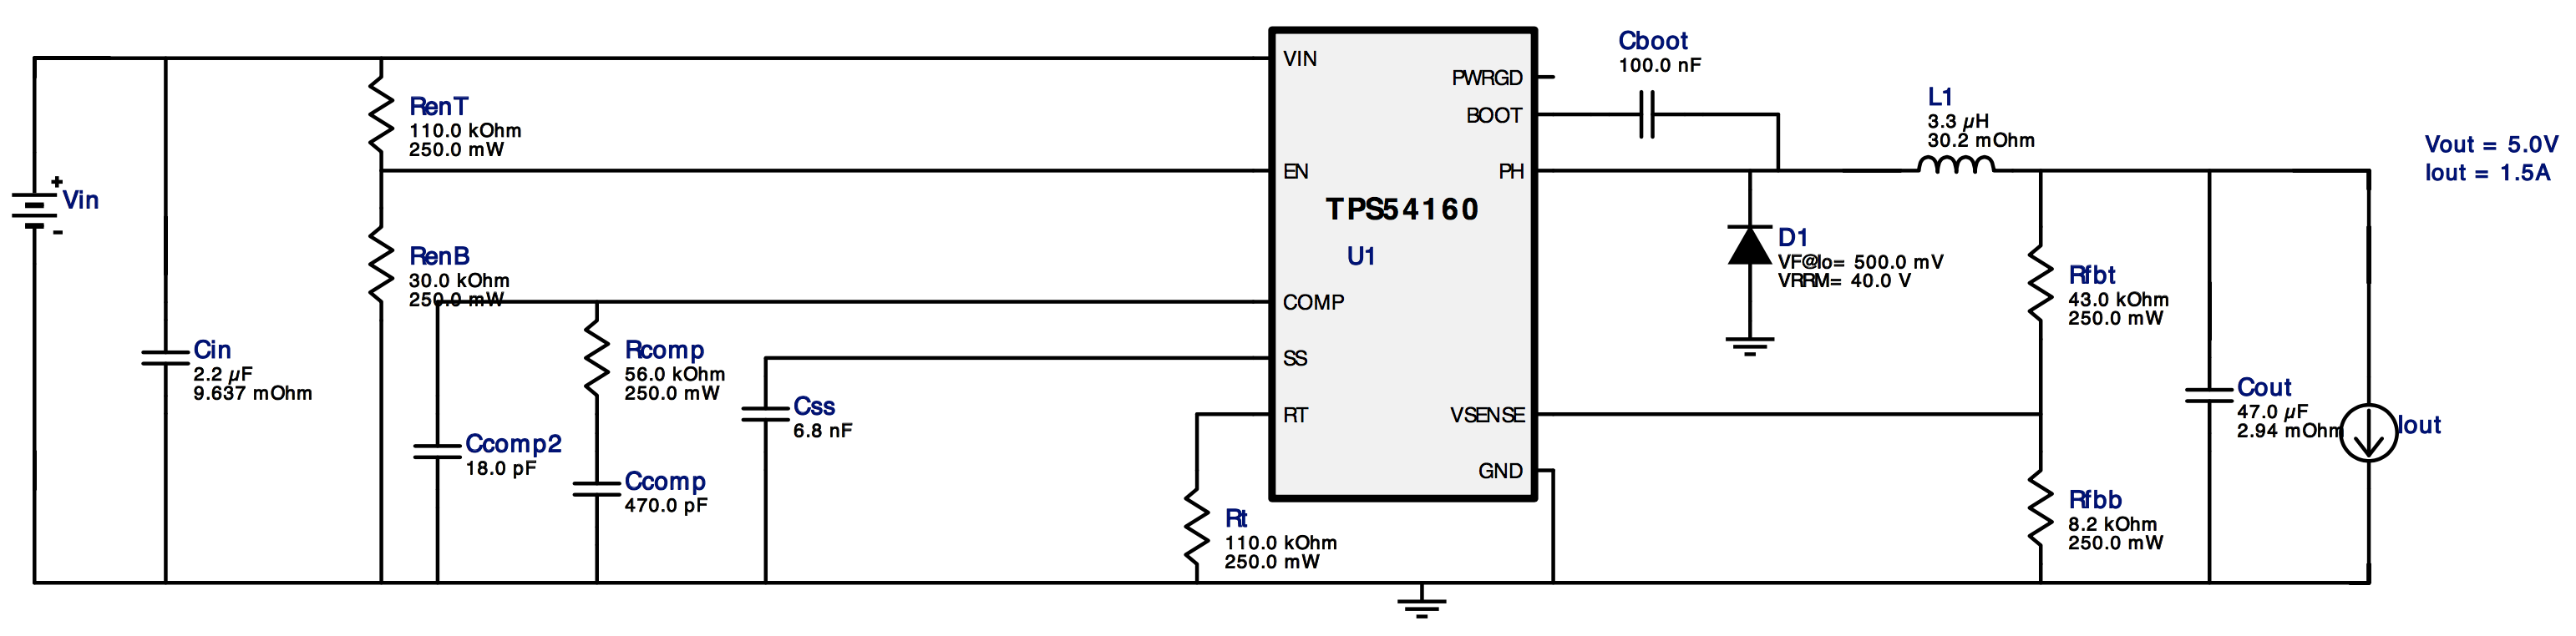 Vin
+
-
Cin
2.2 µF
9.637 mOhm
RenT
110.0 kOhm
250.0 mW
RenB
30.0 kOhm
250.0 mW
Ccomp2
18.0 pF
Rcomp
56.0 kOhm
250.0 mW
Ccomp
470.0 pF
Css
6.8 nF
Rt
110.0 kOhm
250.0 mW
VIN
EN
COMP
SS
RT
TPS54160
U1
PWRGD
BOOT
PH
VSENSE
GND
Cboot
100.0 nF
D1
VF@Io= 500.0 mV
VRRM= 40.0 V
L1
3.3 µH
30.2 mOhm
Rfbt
43.0 kOhm
250.0 mW
Rfbb
8.2 kOhm
250.0 mW
Cout
47.0 µF
2.94 mOhm
Iout
Vout = 5.0V
Iout = 1.5A